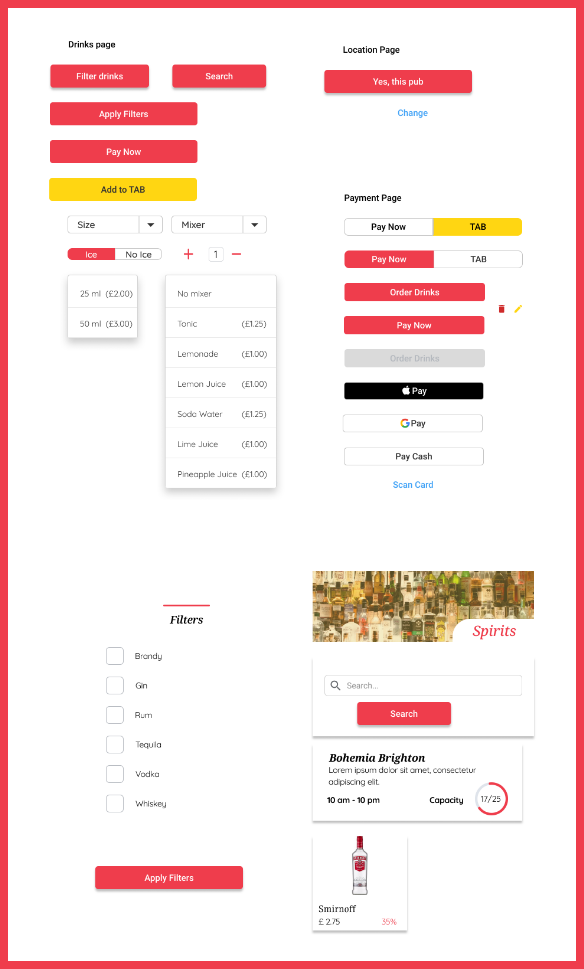 Drinks page
Filter drinks
Search
Apply Filters
Pay Now
Add to TAB
Size
Mixer
Ice
No Ice
1
25 ml (£2.00)
50 ml (£3.00)
No mixer
Tonic (£1.25)
Lemonade (£1.00)
Lemon Juice (£1.00)
Soda Water (£1.25)
Lime Juice (£1.00)
Pineapple Juice (£1.00)
Location Page
Yes, this pub
Change
Payment Page
Pay Now
TAB
Pay Now
TAB
Order Drinks
Pay Now
Order Drinks
Pay
G Pay
Pay Cash
Scan Card
Filters
Brandy
Gin
Rum
Tequila
Vodka
Whiskey
Apply Filters
Spirits
Search...
Search
Bohemia Brighton
Lorem ipsum dolor sit amet, consectetur
adipiscing elit.
10 am - 10 pm
Capacity
17/25
Smirnoff
£ 2.75
35%